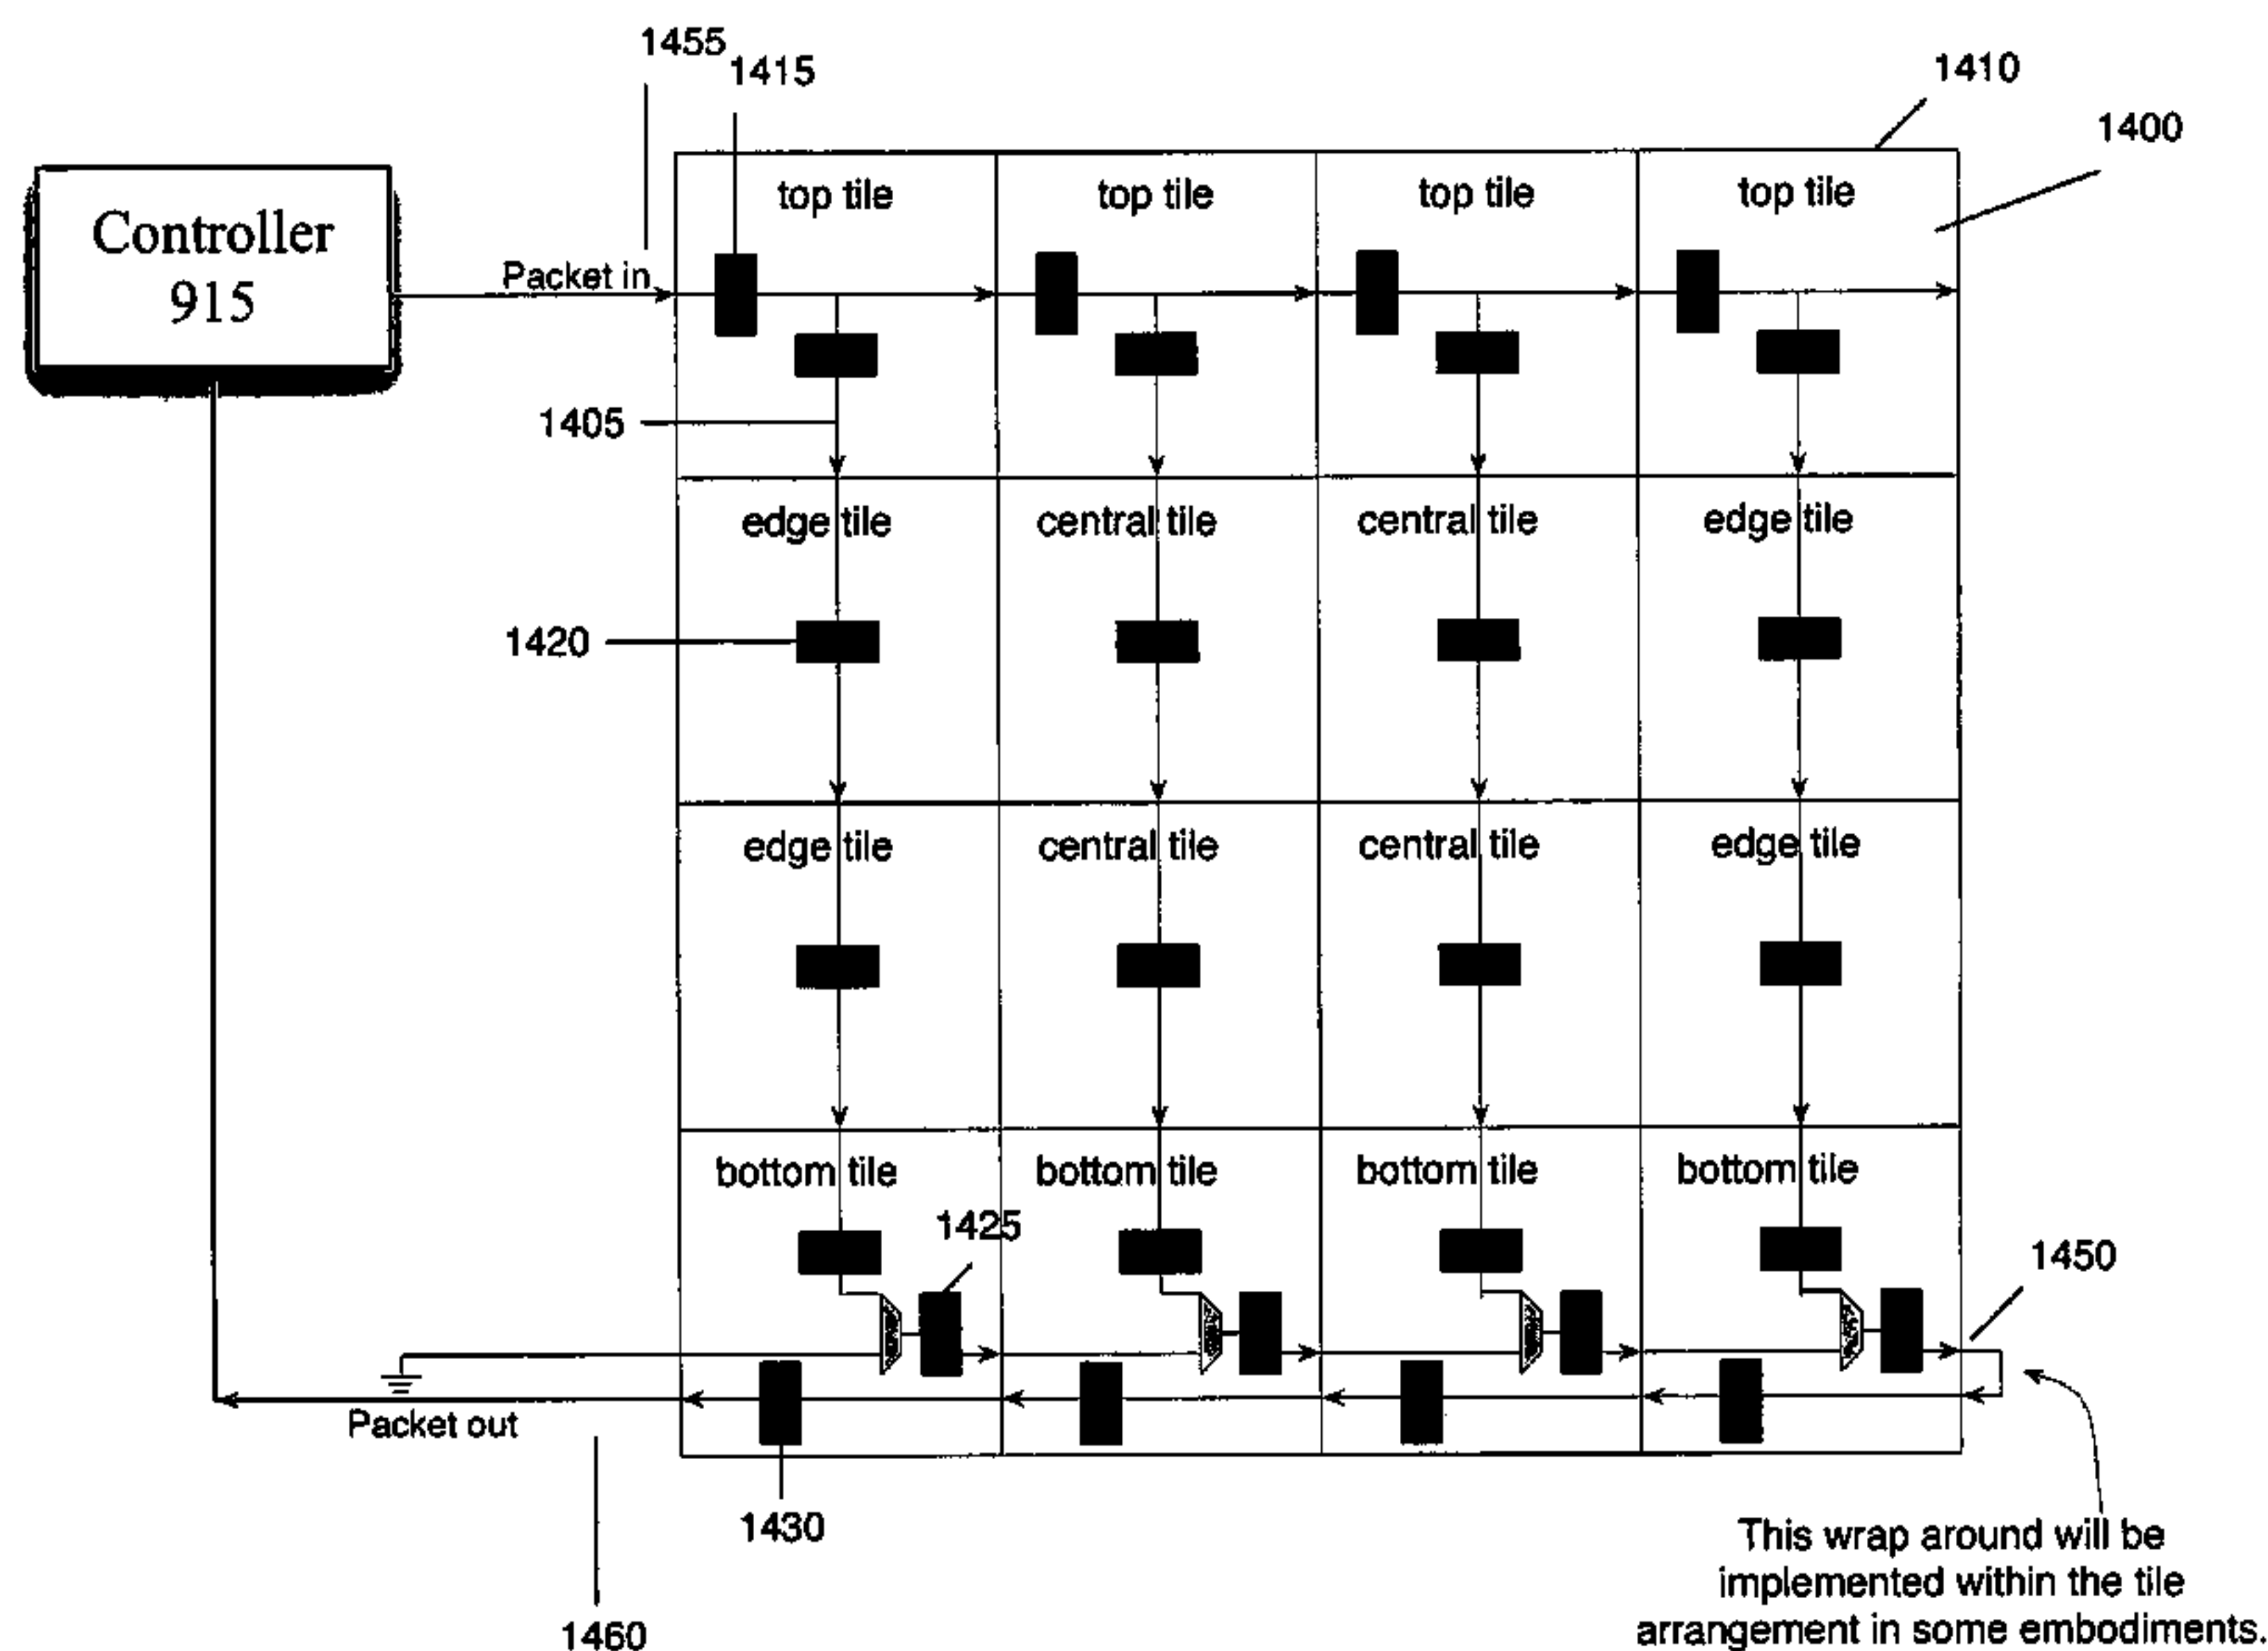 1455
1415
1410
1400
top tile
top tile
top tile
top tile
Controller
915
Packet in
1405
edge tile
central tile
central tile
edge tile
1420
edge tile
central tile
central tile
edge tile
bottom tile
bottom tile
bottom tile
bottom tile
1425
1450
Packet out
1430
1460
This wrap around will be
implemented within the tile
arrangement in some embodiments.